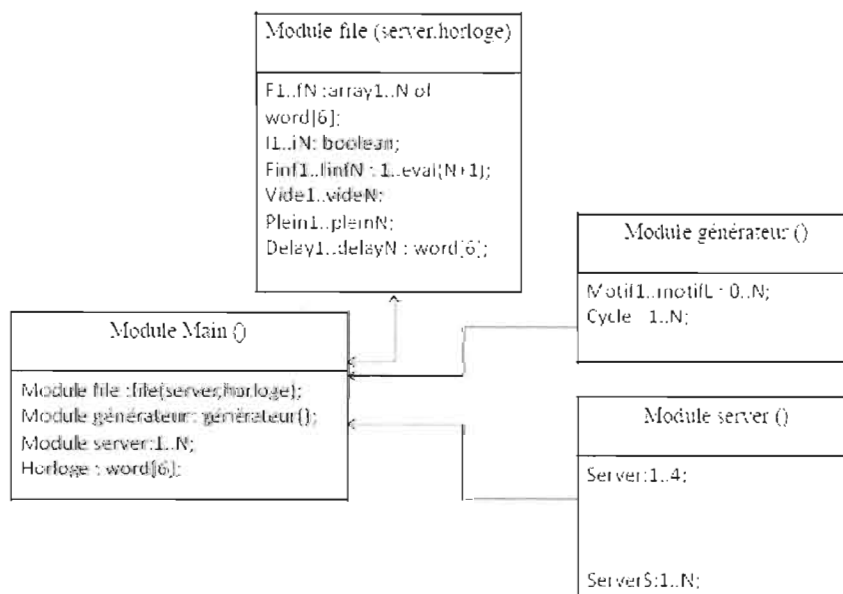 Module file (server,horloge)
F1..fN :array1..N of
word[6];
I1..iN: boolean;
Finf1..finfN : 1..eval(N+1);
Vide1..videN;
Plein1..pleinN;
Delay1..delayN : word[6];
Module générateur ()
Motif1..motifL : 0..N;
Cycle 1..N;
Module Main ()
Module file :file(server,horloge);
Module générateur : générateur();
Module server:1..N;
Horloge : word[6];
Module server ()
Server:1..4;
ServerS:1..N;